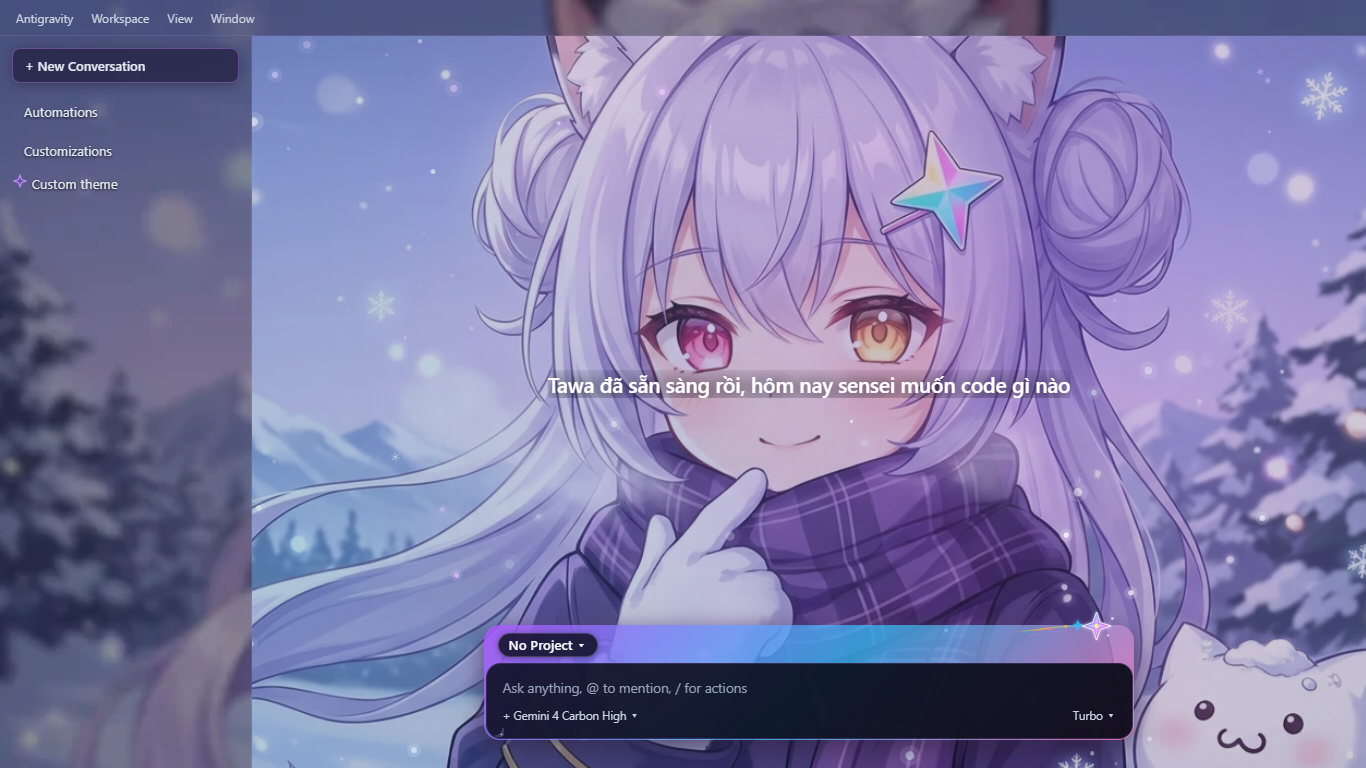 Antigravity Workspace View Window
+ New Conversation
Automations
Customizations
Custom theme
Tawa đã sẵn sàng rồi, hôm nay sensei muốn code gì nào
No Project
Ask anything, @ to mention, / for actions
+ Gemini 4 Carbon High
Turbo